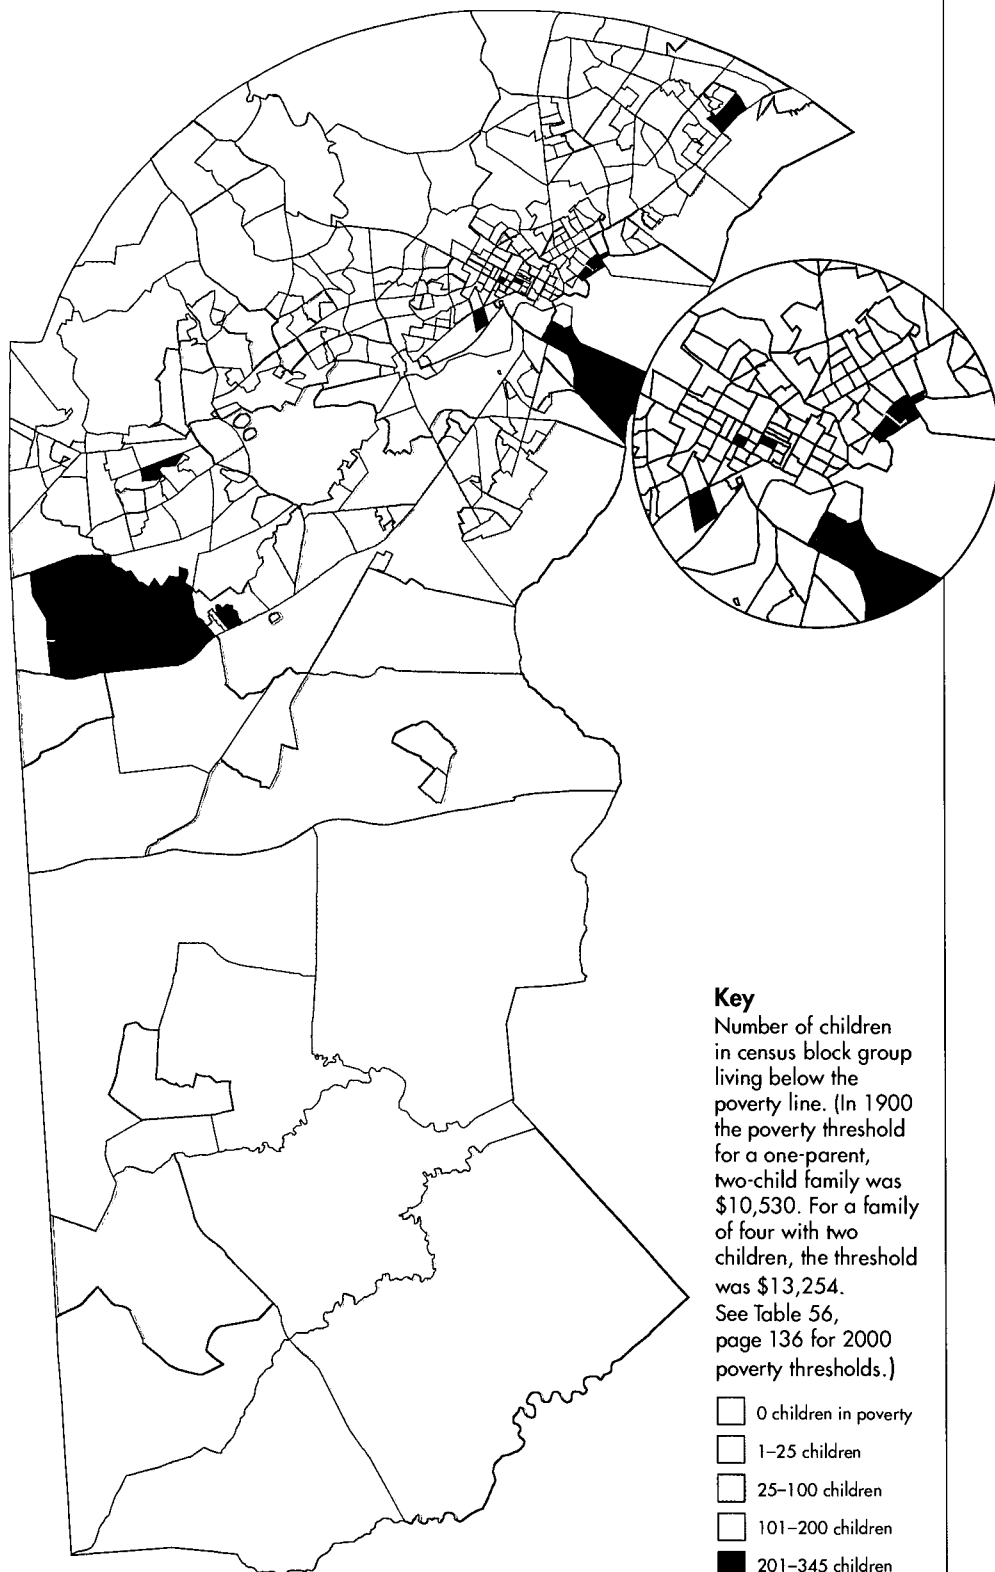 Key
Number of children
in census block group
living below the
poverty line. (In 1900
the poverty threshold
for a one-parent,
two-child family was
$10,530. For a family
of four with two
children, the threshold
was $13,254.
See Table 56,
page 136 for 2000
poverty thresholds.)
0 children in poverty
1–25 children
25–100 children
101–200 children
201–345 children